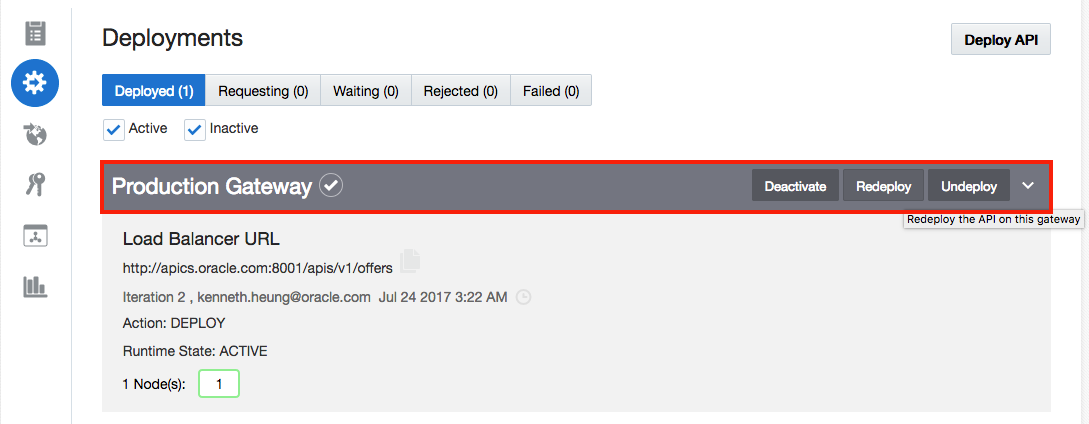 Deployments
Deploy API
Deployed (1) Requesting (0) Waiting (0) Rejected (0) Failed (0)
Active Inactive
Production Gateway Deactivate Redeploy Undeploy
Redeploy the API on this gateway
Load Balancer URL
http://apics.oracle.com:8001/apis/v1/offers
Iteration 2 , kenneth.heung@oracle.com Jul 24 2017 3:22 AM
Action: DEPLOY
Runtime State: ACTIVE
1 Node(s): 1